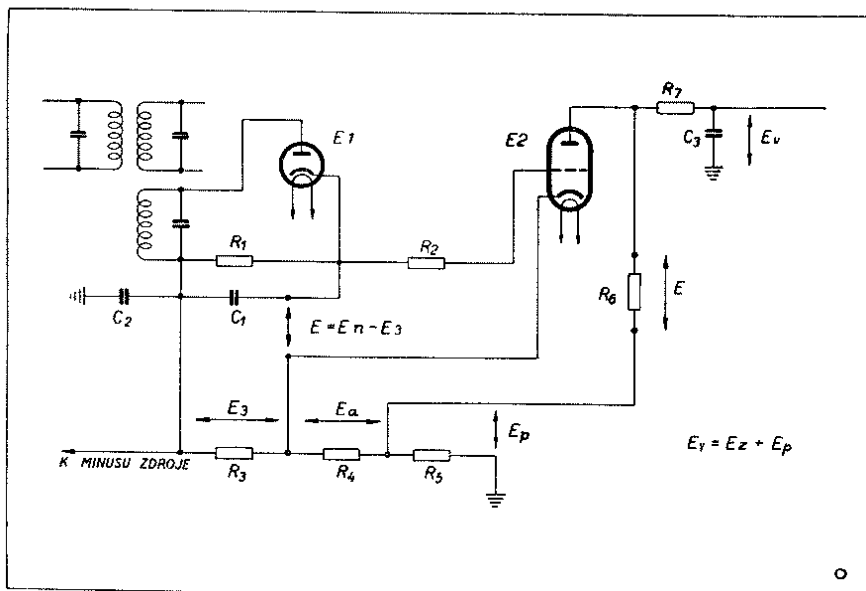 R7
E1
E2
C3
Ev
R1
R2
R6
E
C2
C1
E = En - E3
E3
Ea
Ep
Ey = Ez + Ep
K MINUSU ZDROJE
R3
R4
R5